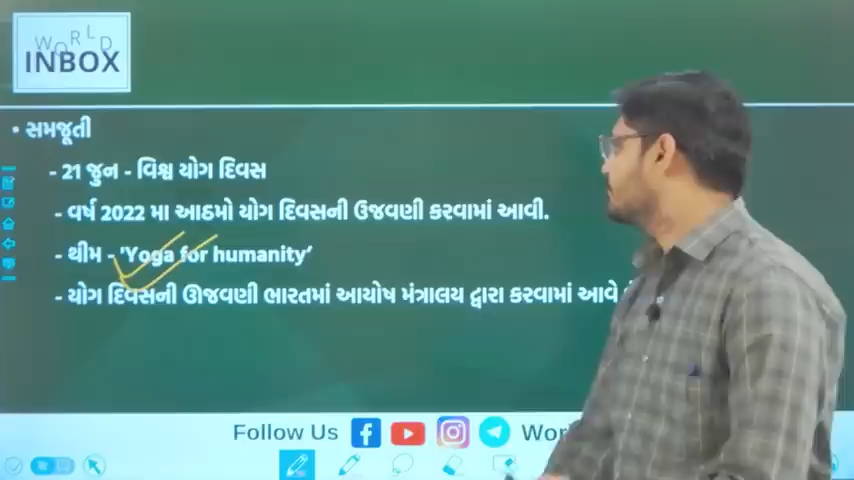 WORLD
INBOX
• સમજૂતી
- 21 જુન - વિશ્વ યોગ દિવસ
- વર્ષ 2022 મા આઠમો યોગ દિવસની ઉજવણી કરવામાં આવી.
- થીમ - 'Yoga for humanity'
- યોગ દિવસની ઊજવણી ભારતમાં આયોષ મંત્રાલય દ્વારા કરવામાં આવે
Follow Us